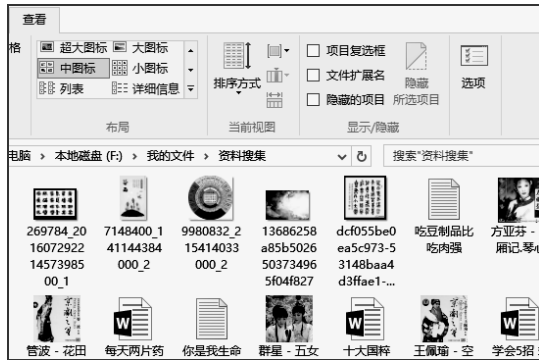 查看
格
超大图标 大图标
中图标 小图标
列表 详细信息
排序方式
项目复选框
文件扩展名
隐藏的项目
隐藏
所选项目
选项
布局 当前视图 显示/隐藏
电脑 > 本地磁盘 (F:) > 我的文件 > 资料搜集
搜索"资料搜集"
269784_20
16072922
14573985
00_1
7148400_1
41144384
000_2
9980832_2
15414033
000_2
13686258
a85b5026
50373496
5f04f827
dcf055be0
ea5c973-5
3148baa4
d3ffae1-...
吃豆制品比
吃肉强
方亚芬 -
厢记.琴心
管波 - 花田
每天两片药
你是我生命
群星 - 五女
十大国粹
王佩瑜 - 空
学会5招